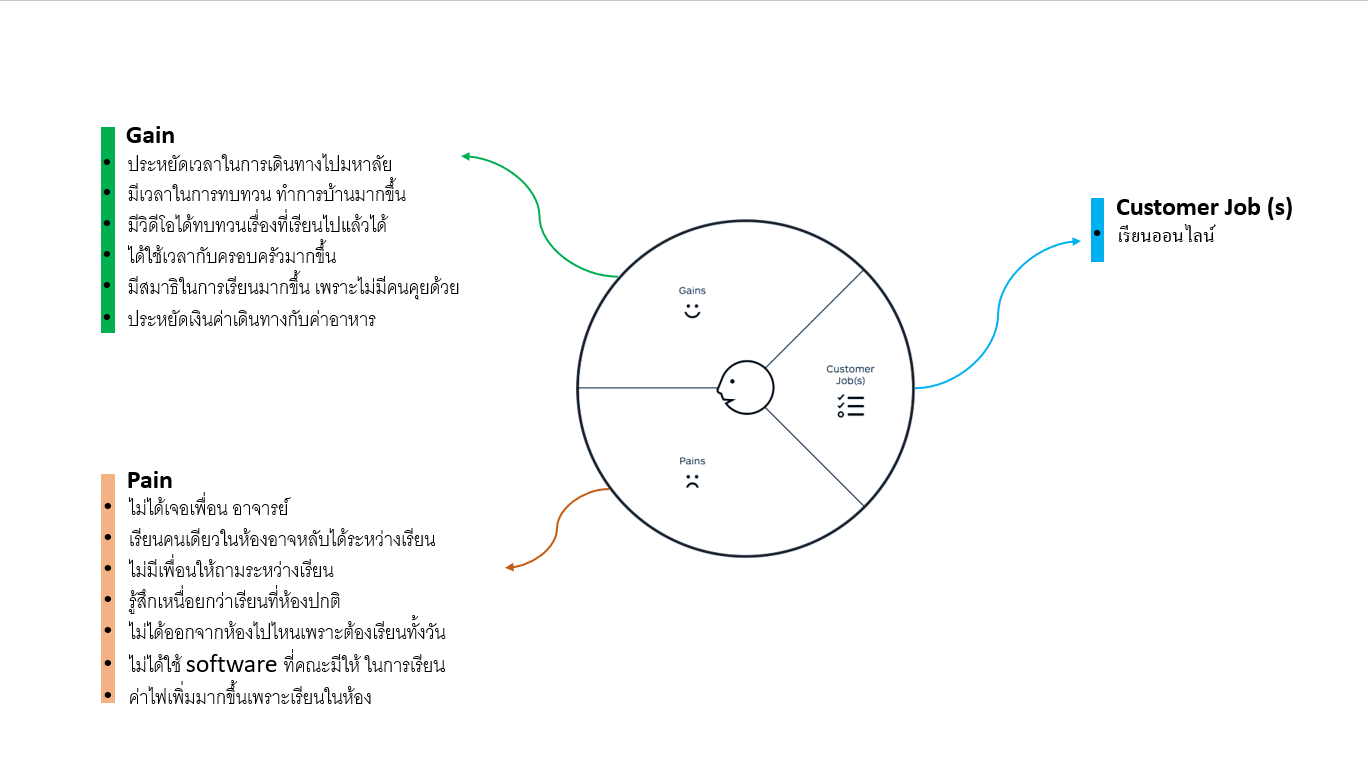 Gain
• ประหยัดเวลาในการเดินทางไปมหาลัย
• มีเวลาในการทบทวน ทำการบ้านมากขึ้น
• มีวิดีโอได้ทบทวนเรื่องที่เรียนไปแล้วได้
• ได้ใช้เวลากับครอบครัวมากขึ้น
• มีสมาธิในการเรียนมากขึ้น เพราะไม่มีคนคุยด้วย
• ประหยัดเงินค่าเดินทางกับค่าอาหาร
Customer Job (s)
• เรียนออนไลน์
Gains
Customer
Job(s)
Pains
Pain
• ไม่ได้เจอเพื่อน อาจารย์
• เรียนคนเดียวในห้องอาจหลับได้ระหว่างเรียน
• ไม่มีเพื่อนให้ถามระหว่างเรียน
• รู้สึกเหนื่อยกว่าเรียนที่ห้องปกติ
• ไม่ได้ออกจากห้องไปไหนเพราะต้องเรียนทั้งวัน
• ไม่ได้ใช้ software ที่คณะมีให้ ในการเรียน
• ค่าไฟเพิ่มมากขึ้นเพราะเรียนในห้อง